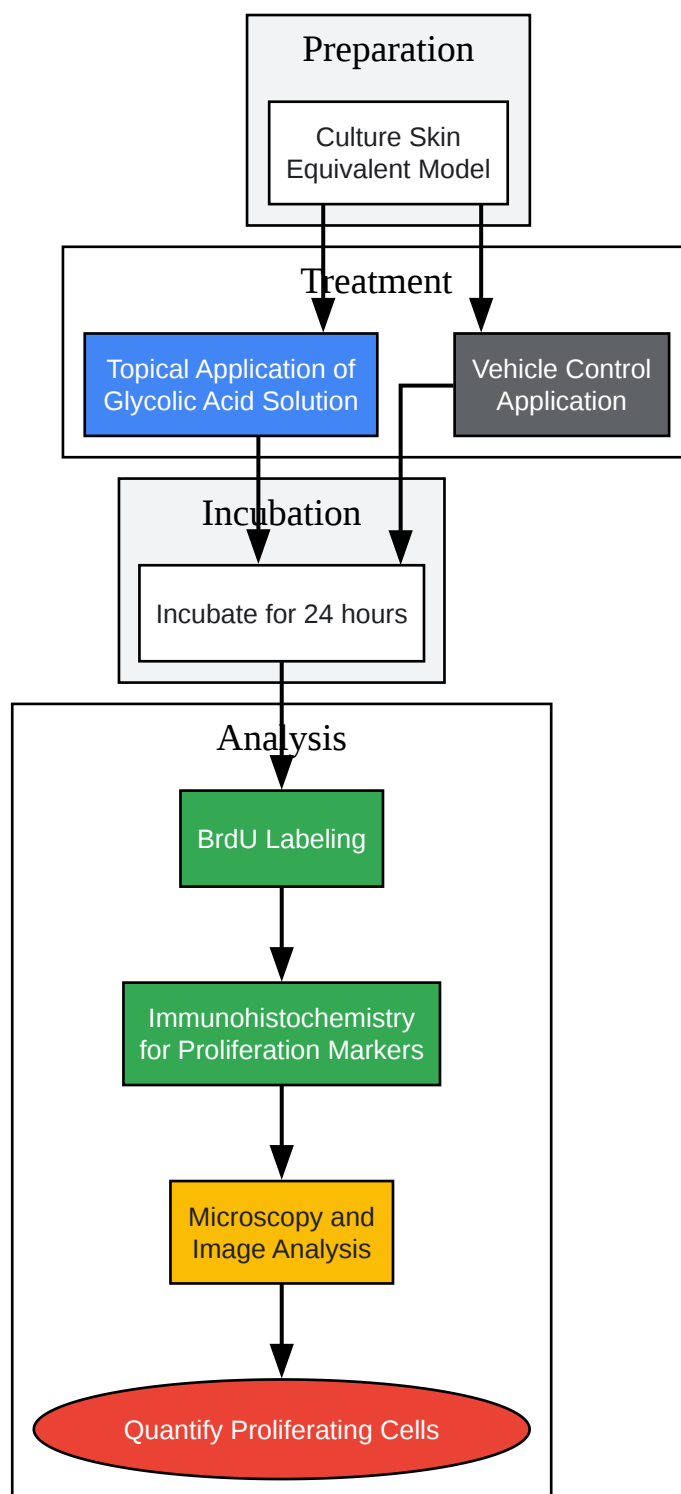 Preparation
Culture Skin
Equivalent Model
Treatment
Topical Application of
Glycolic Acid Solution
Vehicle Control
Application
Incubation
Incubate for 24 hours
Analysis
BrdU Labeling
Immunohistochemistry
for Proliferation Markers
Microscopy and
Image Analysis
Quantify Proliferating Cells